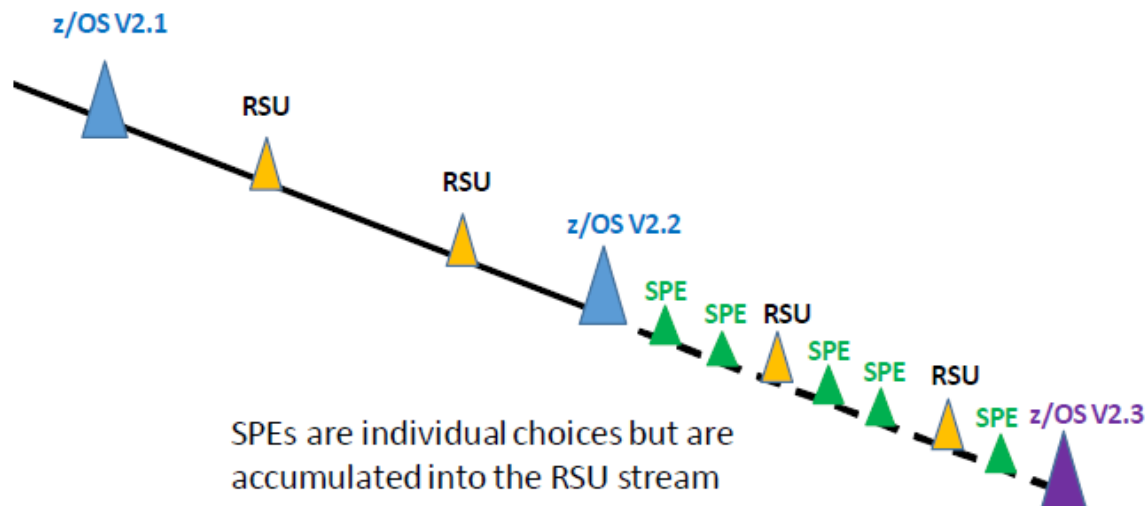 z/OS V2.1
RSU
RSU
z/OS V2.2
SPE
SPE
RSU
SPE
SPE
RSU
SPE
z/OS V2.3
SPEs are individual choices but are
accumulated into the RSU stream